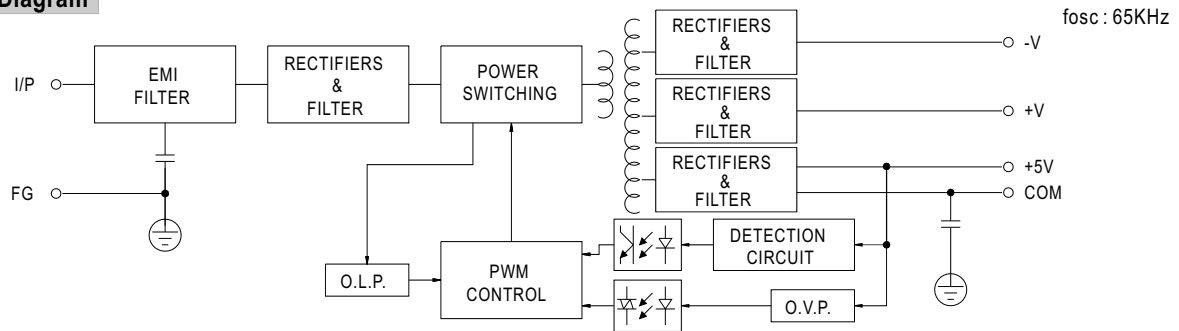 Diagram
fosc : 65KHz
I/P
EMI
FILTER
RECTIFIERS
&
FILTER
POWER
SWITCHING
RECTIFIERS
&
FILTER
-V
RECTIFIERS
&
FILTER
+V
RECTIFIERS
&
FILTER
+5V
COM
FG
O.L.P.
PWM
CONTROL
DETECTION
CIRCUIT
O.V.P.